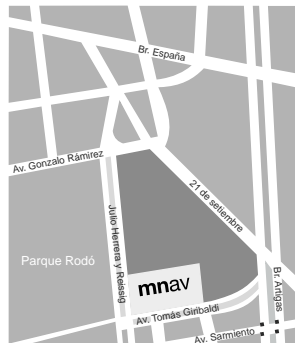 Br. España
Av. Gonzalo Rámirez
21 de setiembre
Julio Herrera y Reissig
Parque Rodó
mnav
Br. Artigas
Av. Tomás Giribaldi
Av. Sarmiento